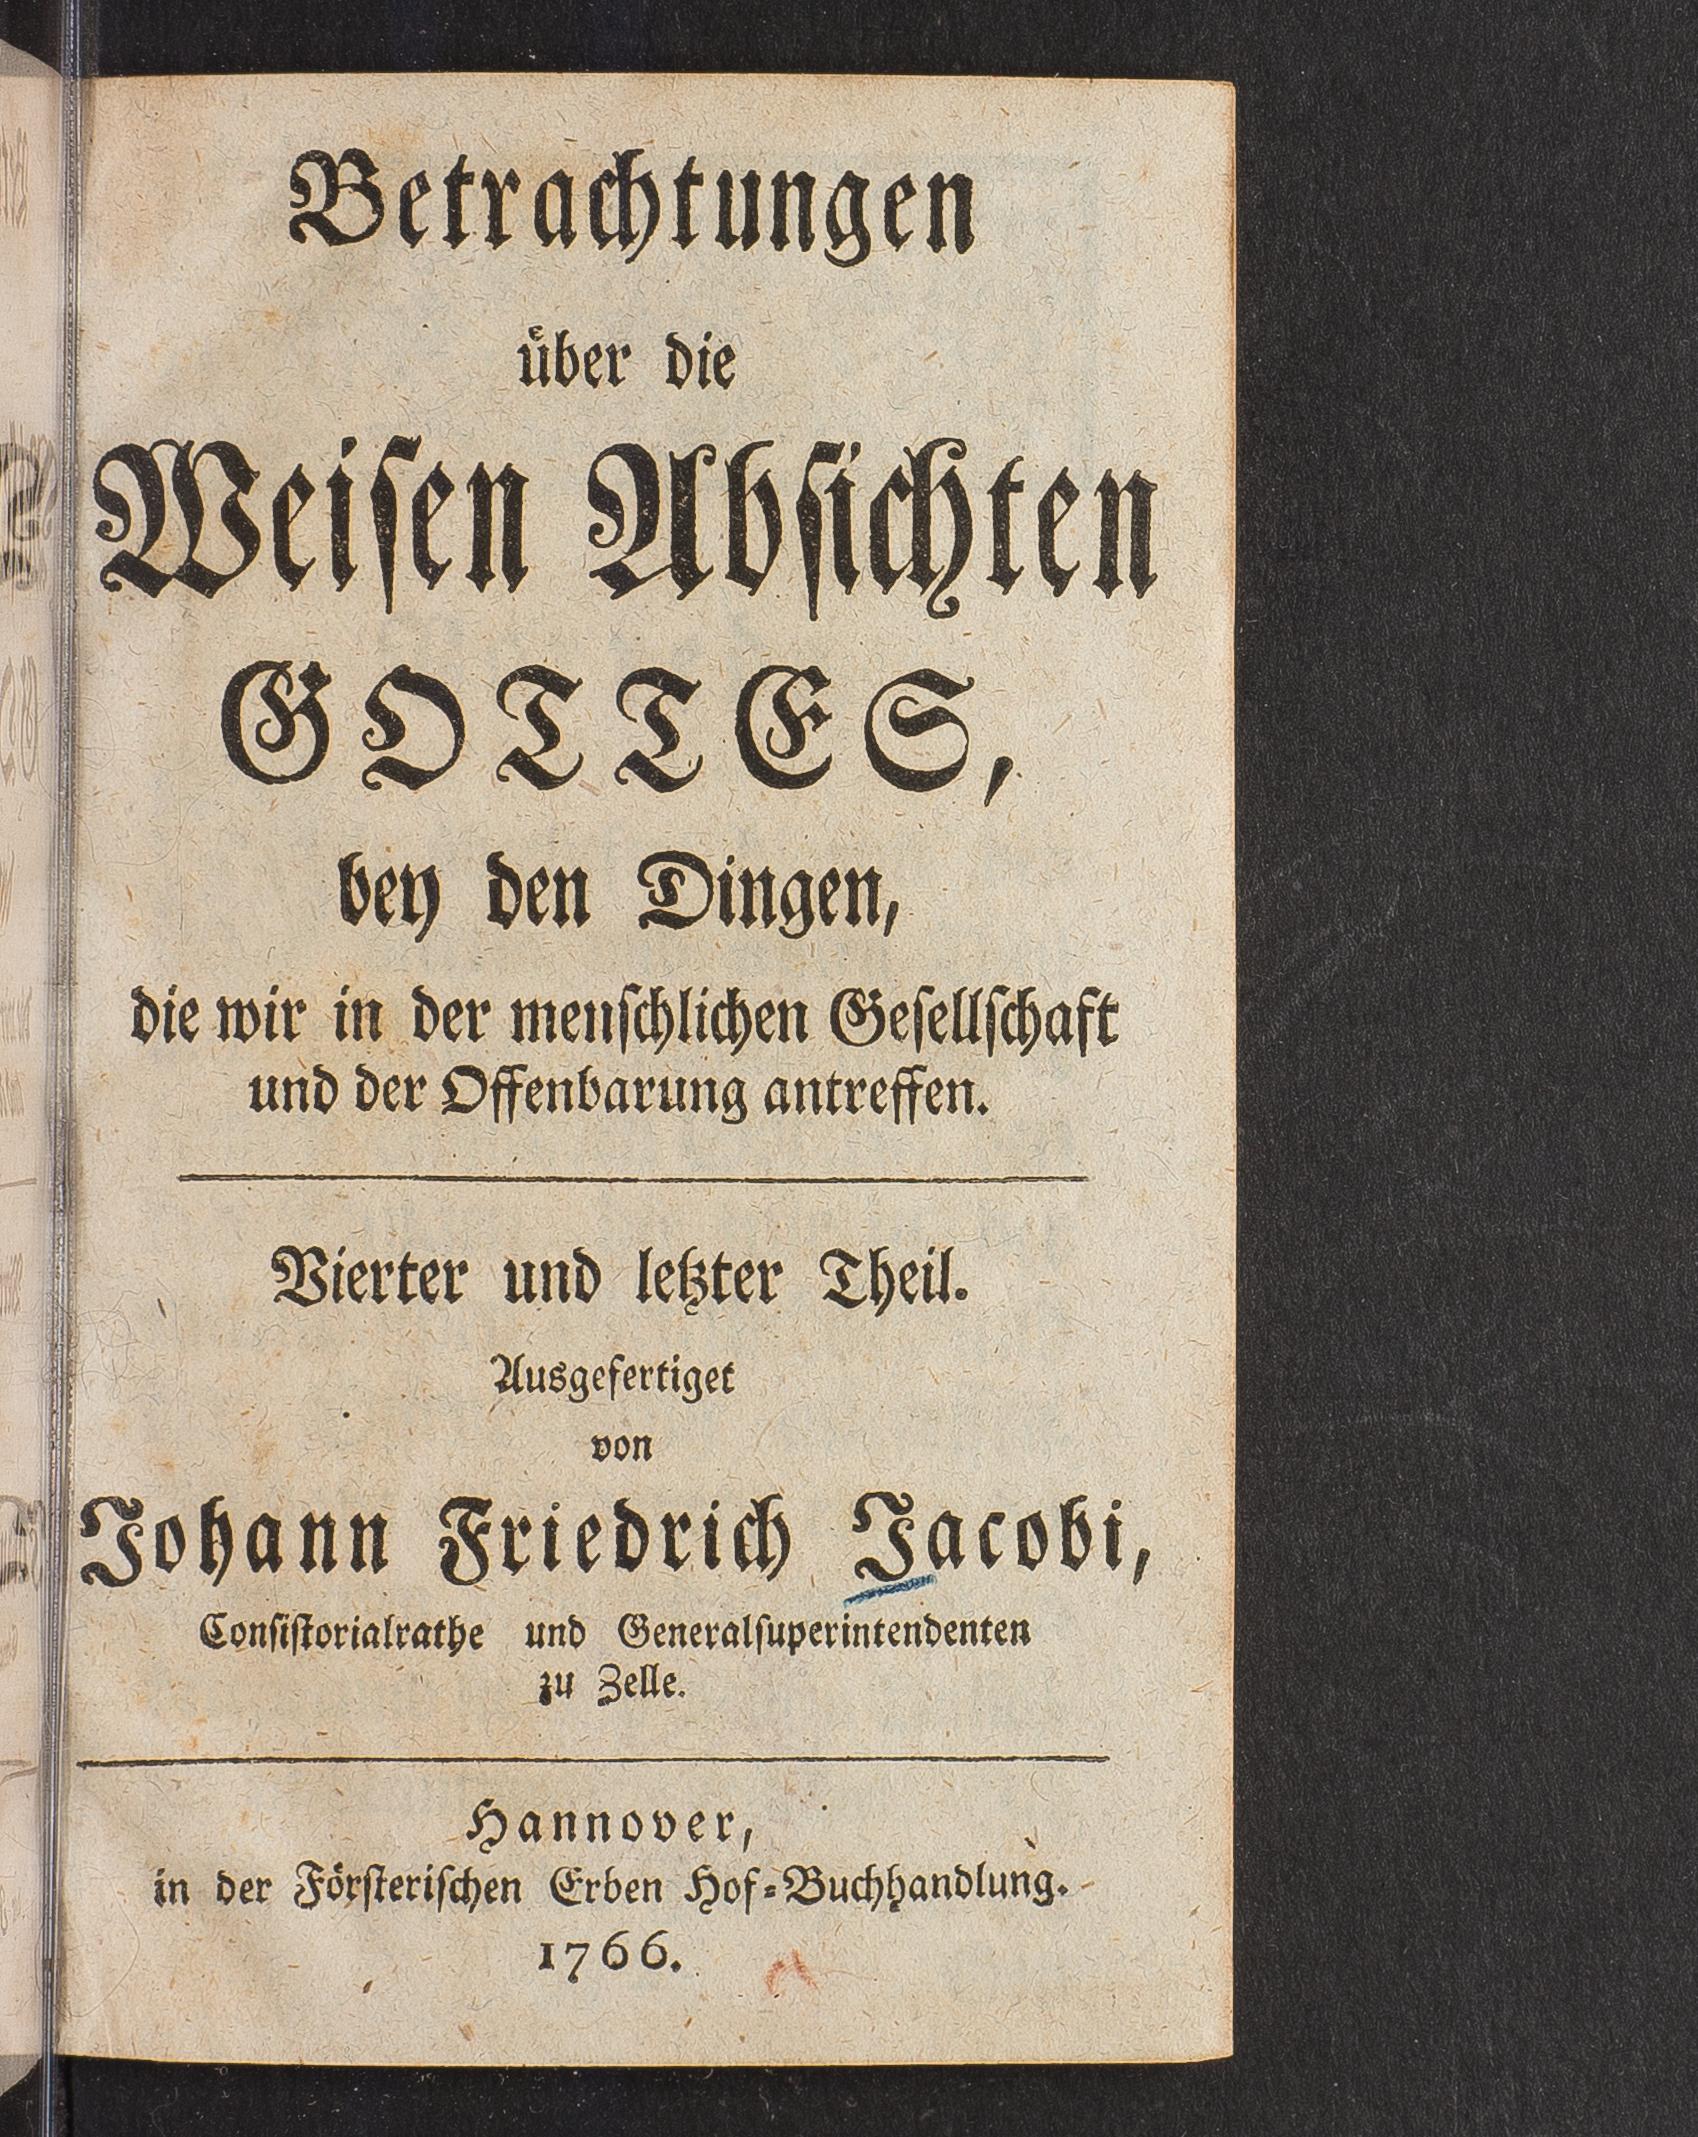 Betrachtungen
über die
Weisen Absichten
GOTTES,
bey den Dingen,
die wir in der menschlichen Gesellschaft
und der Offenbarung antreffen.
Vierter und letzter Theil.
Ausgefertiget
von
Johann Friedrich Jacobi,
Consistorialrathe und Generalsuperintendenten
zu Zelle.
Hannover,
in der Försterischen Erben Hof-Buchhandlung.
1766.